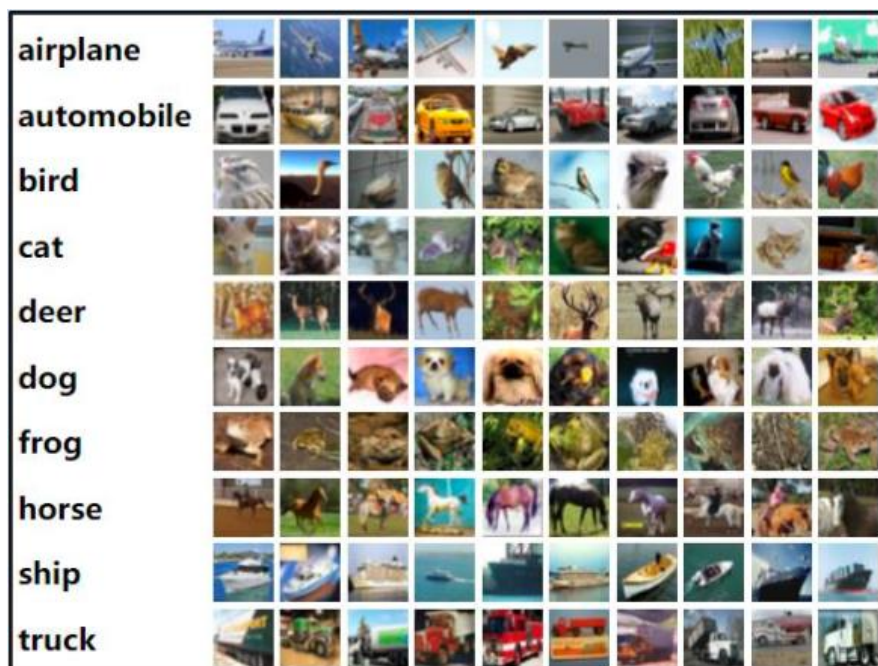 airplane
automobile
bird
cat
deer
dog
frog
horse
ship
truck